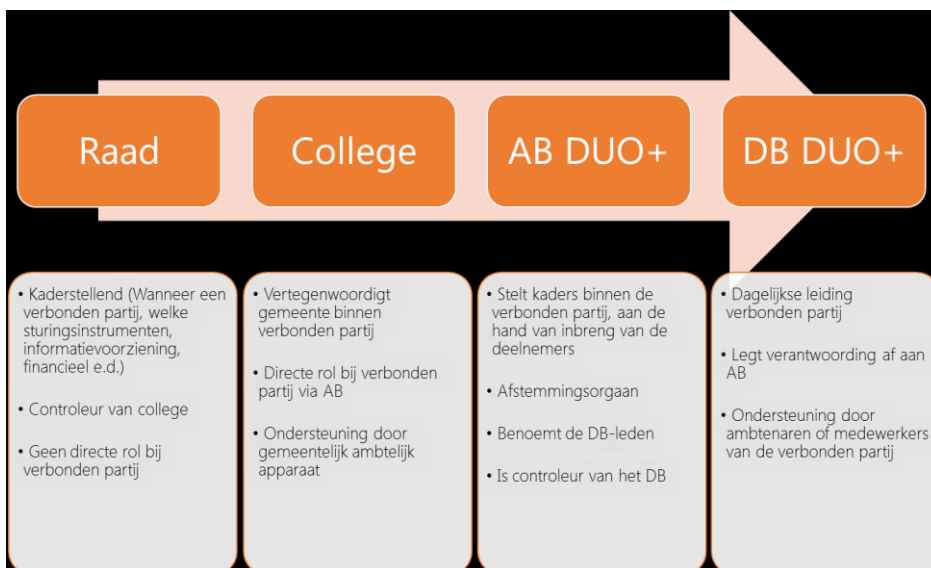 Raad
College
AB DUO+
DB DUO+
• Kaderstellend (Wanneer een
verbonden partij, welke
sturingsinstrumenten,
informatievoorziening,
financieel e.d.)
• Controleur van college
• Geen directe rol bij
verbonden partij
• Vertegenwoordigt
gemeente binnen
verbonden partij
• Directe rol bij verbonden
partij via AB
• Ondersteuning door
gemeentelijk ambtelijk
apparaat
• Stelt kaders binnen de
verbonden partij, aan de
hand van inbreng van de
deelnemers
• Afstemmingsorgaan
• Benoemt de DB-leden
• Is controleur van het DB
• Dagelijkse leiding
verbonden partij
• Legt verantwoording af aan
AB
• Ondersteuning door
ambtenaren of medewerkers
van de verbonden partij